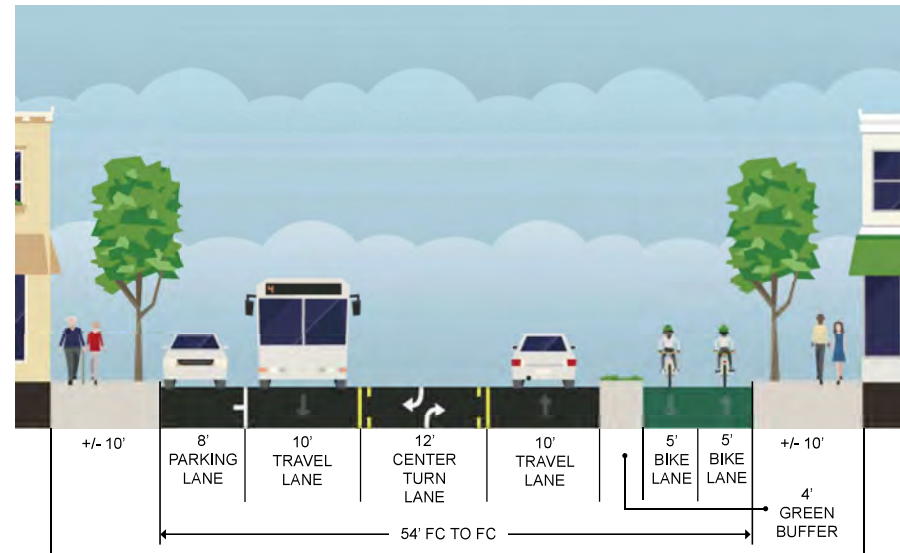 4
+/- 10'
8'
PARKING
LANE
10'
TRAVEL
LANE
12'
CENTER
TURN
LANE
10'
TRAVEL
LANE
5'
BIKE
LANE
5'
BIKE
LANE
+/- 10'
4'
GREEN
BUFFER
54' FC TO FC